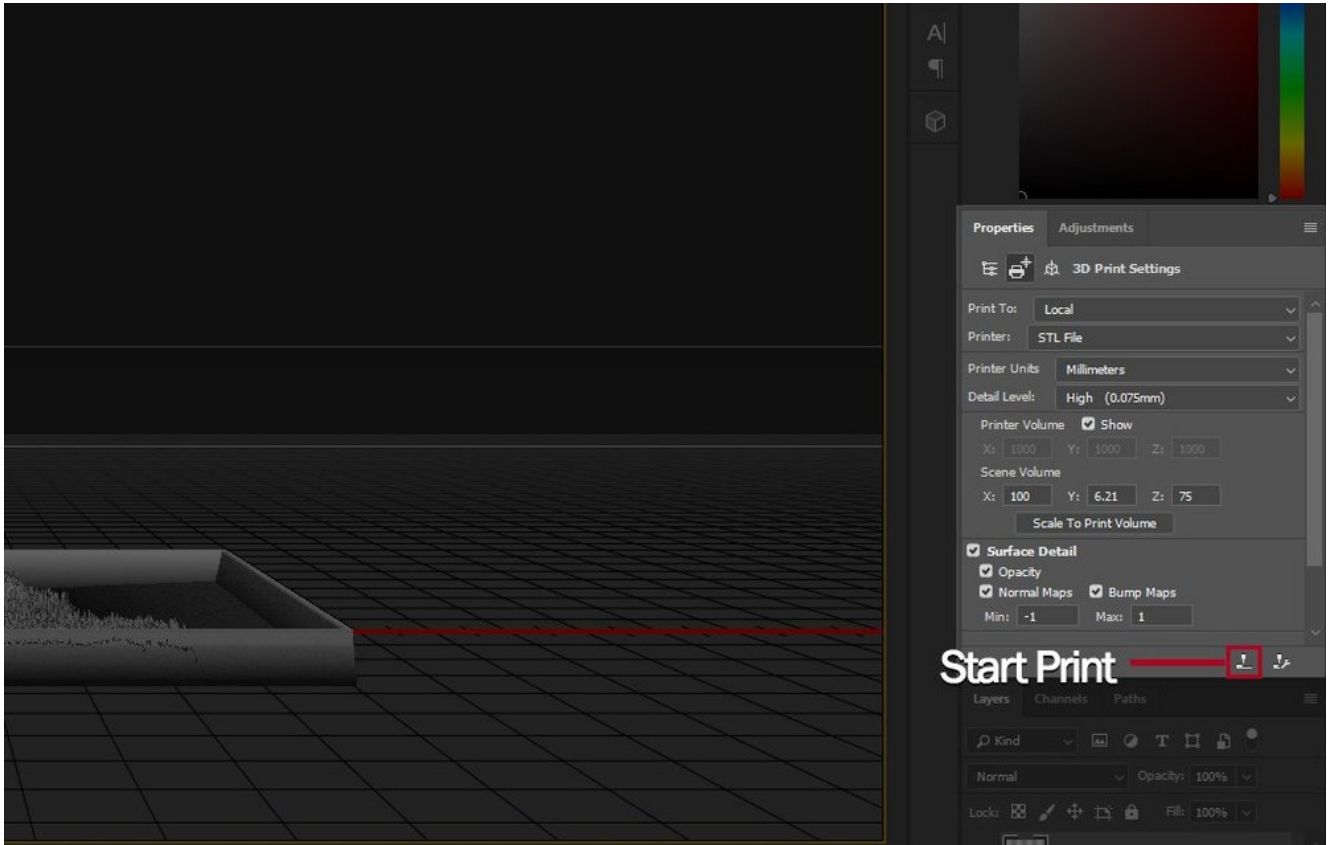 A|
¶
Properties Adjustments
3D Print Settings
Print To: Local
Printer: STL File
Printer Units Millimeters
Detail Level: High (0.075mm)
Printer Volume Show
X: 1000 Y: 1000 Z: 1000
Scene Volume
X: 100 Y: 6.21 Z: 75
Scale To Print Volume
Surface Detail
Opacity
Normal Maps Bump Maps
Min: -1 Max: 1
Start Print
Layers Channels Paths
Kind T
Normal Opacity: 100%
Lock: Fill: 100%